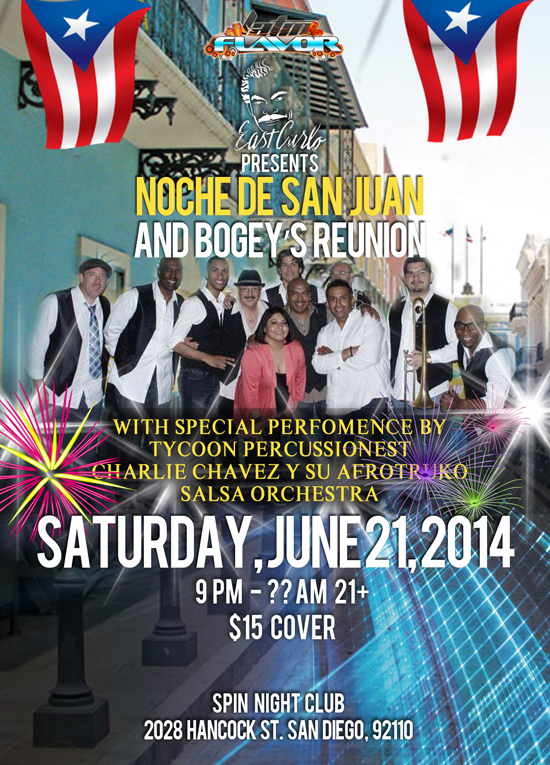 Latin
FLAVOR
EastCurlo
PRESENTS
NOCHE DE SAN JUAN
AND BOGEY'S REUNION
WITH SPECIAL PERFOMENCE BY
TYCOON PERCUSSIONEST
CHARLIE CHAVEZ Y SU AFROTRUKO
SALSA ORCHESTRA
SATURDAY, JUNE 21, 2014
9 PM - ?? AM 21+
$15 COVER
SPIN NIGHT CLUB
2028 HANCOCK ST. SAN DIEGO, 92110